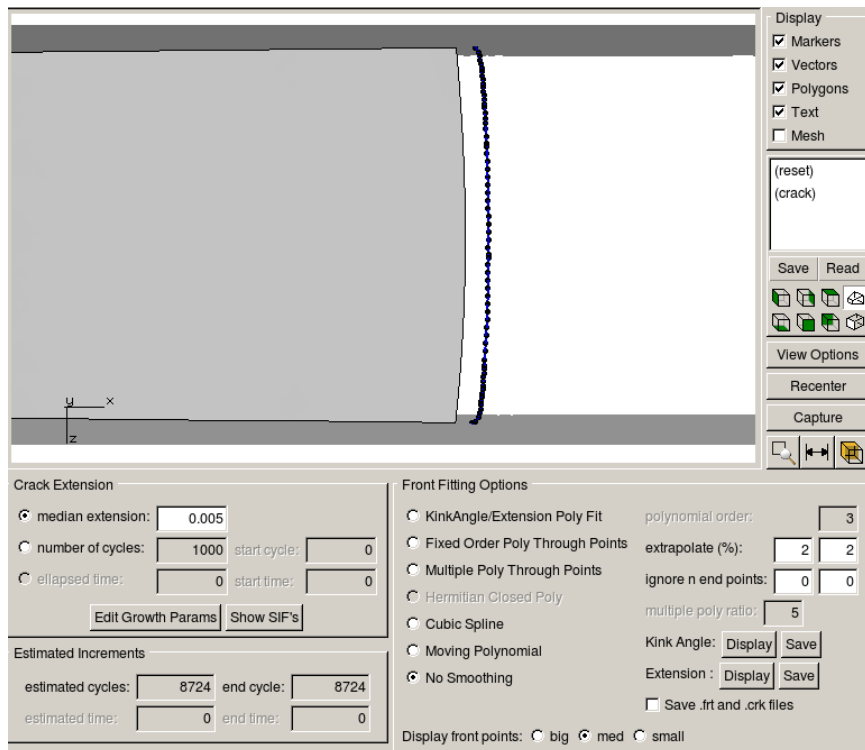 Display
Markers
Vectors
Polygons
Text
Mesh
(reset)
(crack)
Save Read
View Options
Recenter
Capture
y x
z
Crack Extension
median extension: 0.005
number of cycles: 1000 start cycle: 0
ellapsed time: 0 start time: 0
Edit Growth Params Show SIF's
Estimated Increments
estimated cycles: 8724 end cycle: 8724
estimated time: 0 end time: 0
Front Fitting Options
KinkAngle/Extension Poly Fit
Fixed Order Poly Through Points
Multiple Poly Through Points
Hermitian Closed Poly
Cubic Spline
Moving Polynomial
No Smoothing
polynomial order: 3
extrapolate (%): 2 2
ignore n end points: 0 0
multiple poly ratio: 5
Kink Angle: Display Save
Extension : Display Save
Save .frt and .crk files
Display front points: big med small